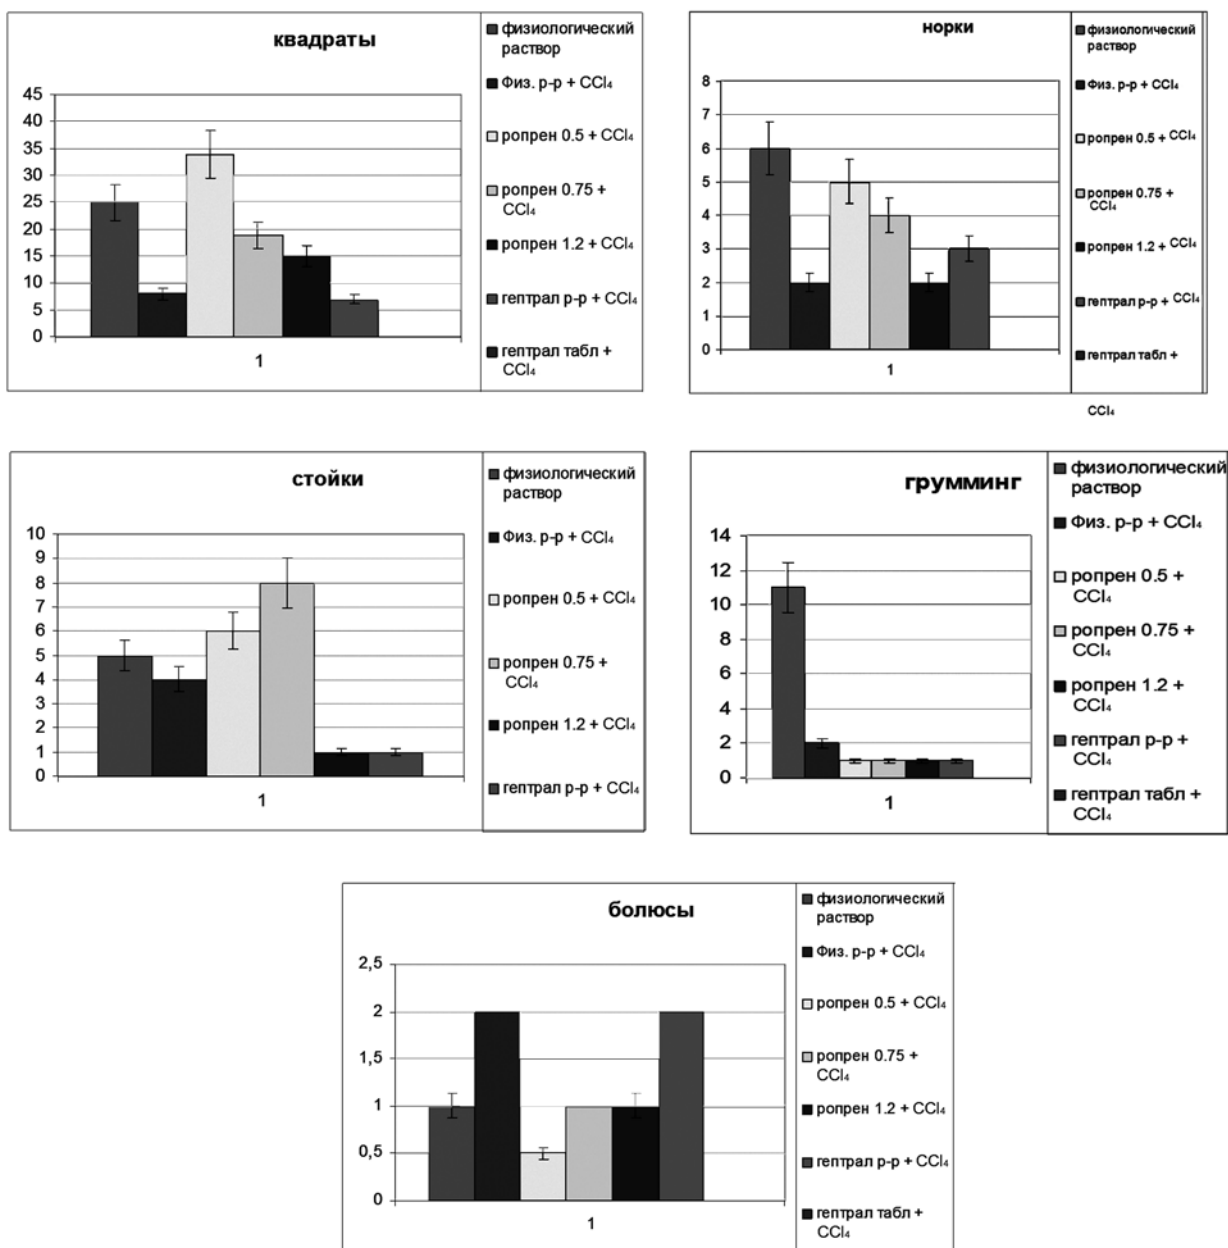 квадраты
45
40
35
30
25
20
15
10
5
0
1
физиологический
раствор
Физ. р-р + CCl₄
ропрен 0.5 + CCl₄
ропрен 0.75 +
CCl₄
ропрен 1.2 + CCl₄
гептрал р-р + CCl₄
гептрал табл +
CCl₄
норки
8
7
6
5
4
3
2
1
0
1
физиологический
раствор
Физ. р-р + CCl₄
ропрен 0.5 + CCl₄
ропрен 0.75 +
CCl₄
ропрен 1.2 + CCl₄
гептрал р-р + CCl₄
гептрал табл +
CCl₄
стойки
10
9
8
7
6
5
4
3
2
1
0
1
физиологический
раствор
Физ. р-р + CCl₄
ропрен 0.5 + CCl₄
ропрен 0.75 +
CCl₄
ропрен 1.2 + CCl₄
гептрал р-р + CCl₄
грумминг
14
12
10
8
6
4
2
0
1
физиологический
раствор
Физ. р-р + CCl₄
ропрен 0.5 +
CCl₄
ропрен 0.75 +
CCl₄
ропрен 1.2 +
CCl₄
гептрал р-р +
CCl₄
гептрал табл +
CCl₄
болюсы
2,5
2
1,5
1
0,5
0
1
физиологический
раствор
Физ. р-р + CCl₄
ропрен 0.5 + CCl₄
ропрен 0.75 +
CCl₄
ропрен 1.2 + CCl₄
гептрал р-р + CCl₄
гептрал табл +
CCl₄